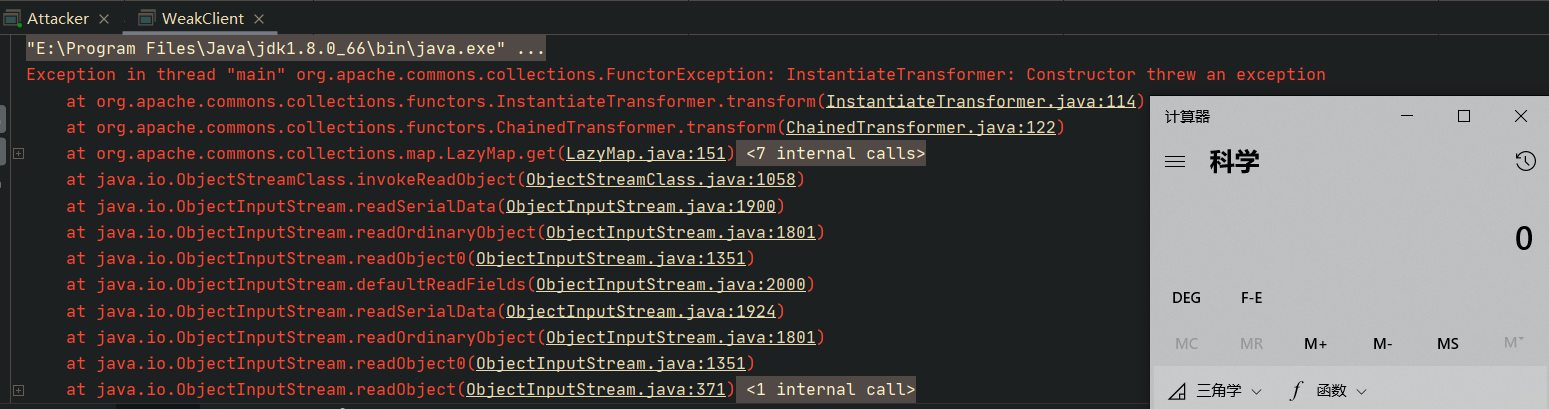 Attacker
WeakClient
"E:\Program Files\Java\jdk1.8.0_66\bin\java.exe" ...
Exception in thread "main" org.apache.commons.collections.FunctorException: InstantiateTransformer: Constructor threw an exception
at org.apache.commons.collections.functors.InstantiateTransformer.transform(InstantiateTransformer.java:114)
at org.apache.commons.collections.functors.ChainedTransformer.transform(ChainedTransformer.java:122)
at org.apache.commons.collections.map.LazyMap.get(LazyMap.java:151) <7 internal calls>
at java.io.ObjectStreamClass.invokeReadObject(ObjectStreamClass.java:1058)
at java.io.ObjectInputStream.readSerialData(ObjectInputStream.java:1900)
at java.io.ObjectInputStream.readOrdinaryObject(ObjectInputStream.java:1801)
at java.io.ObjectInputStream.readObject0(ObjectInputStream.java:1351)
at java.io.ObjectInputStream.defaultReadFields(ObjectInputStream.java:2000)
at java.io.ObjectInputStream.readSerialData(ObjectInputStream.java:1924)
at java.io.ObjectInputStream.readOrdinaryObject(ObjectInputStream.java:1801)
at java.io.ObjectInputStream.readObject0(ObjectInputStream.java:1351)
at java.io.ObjectInputStream.readObject(ObjectInputStream.java:371) <1 internal call>
计算器
科学
0
DEG F-E
MC MR M+ M- MS M˅
三角学 f 函数